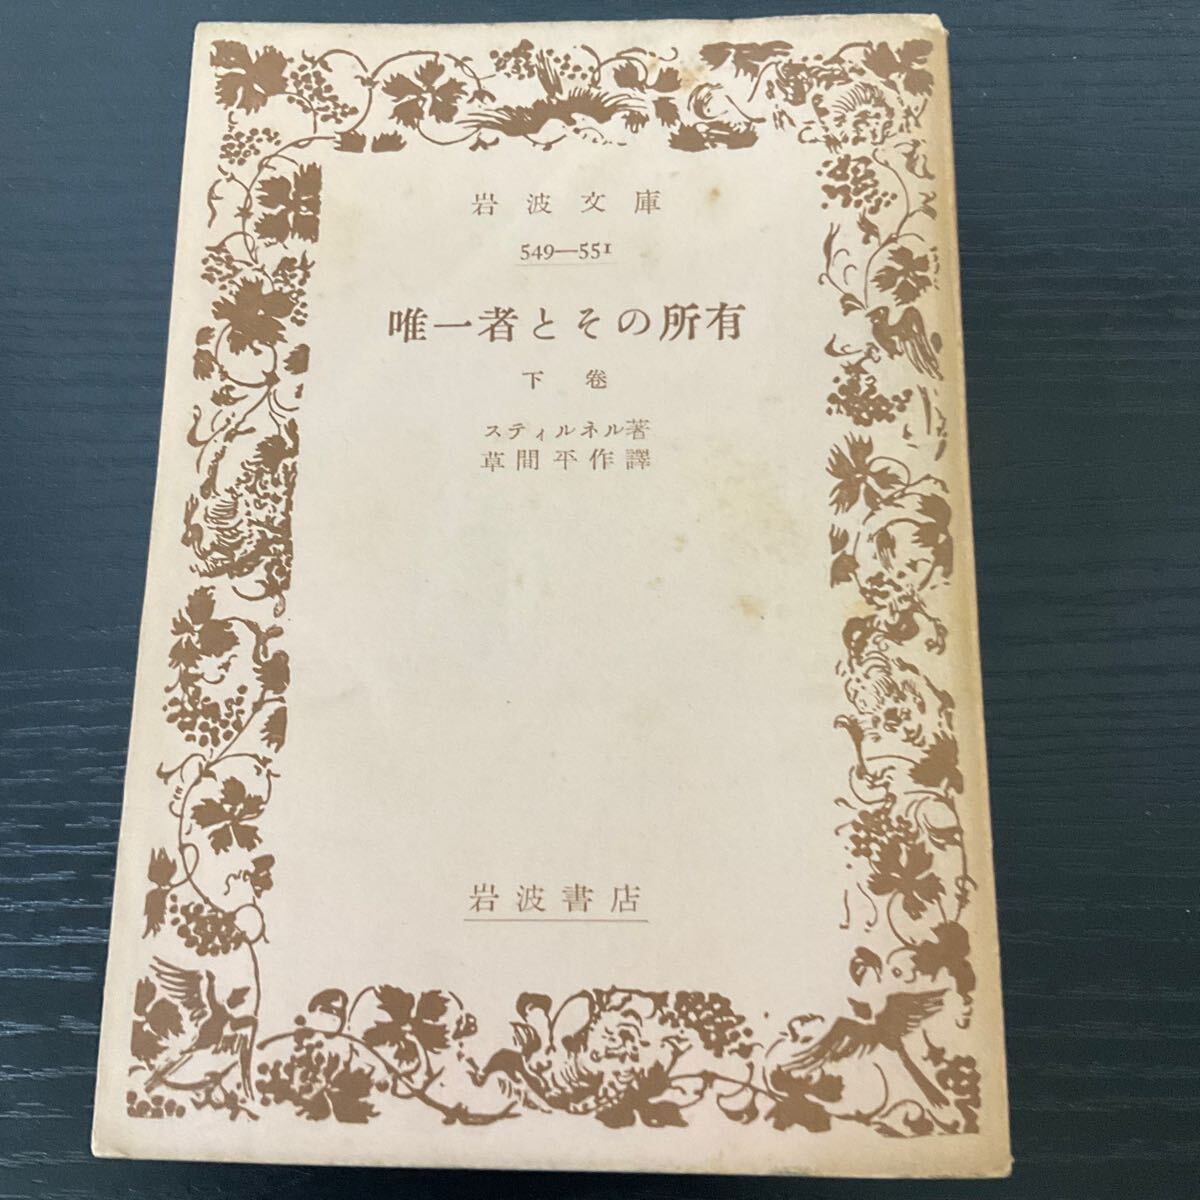 岩波文庫
549—551
唯一者とその所有
下卷
スティルネル著
草間平作譯
岩波書店